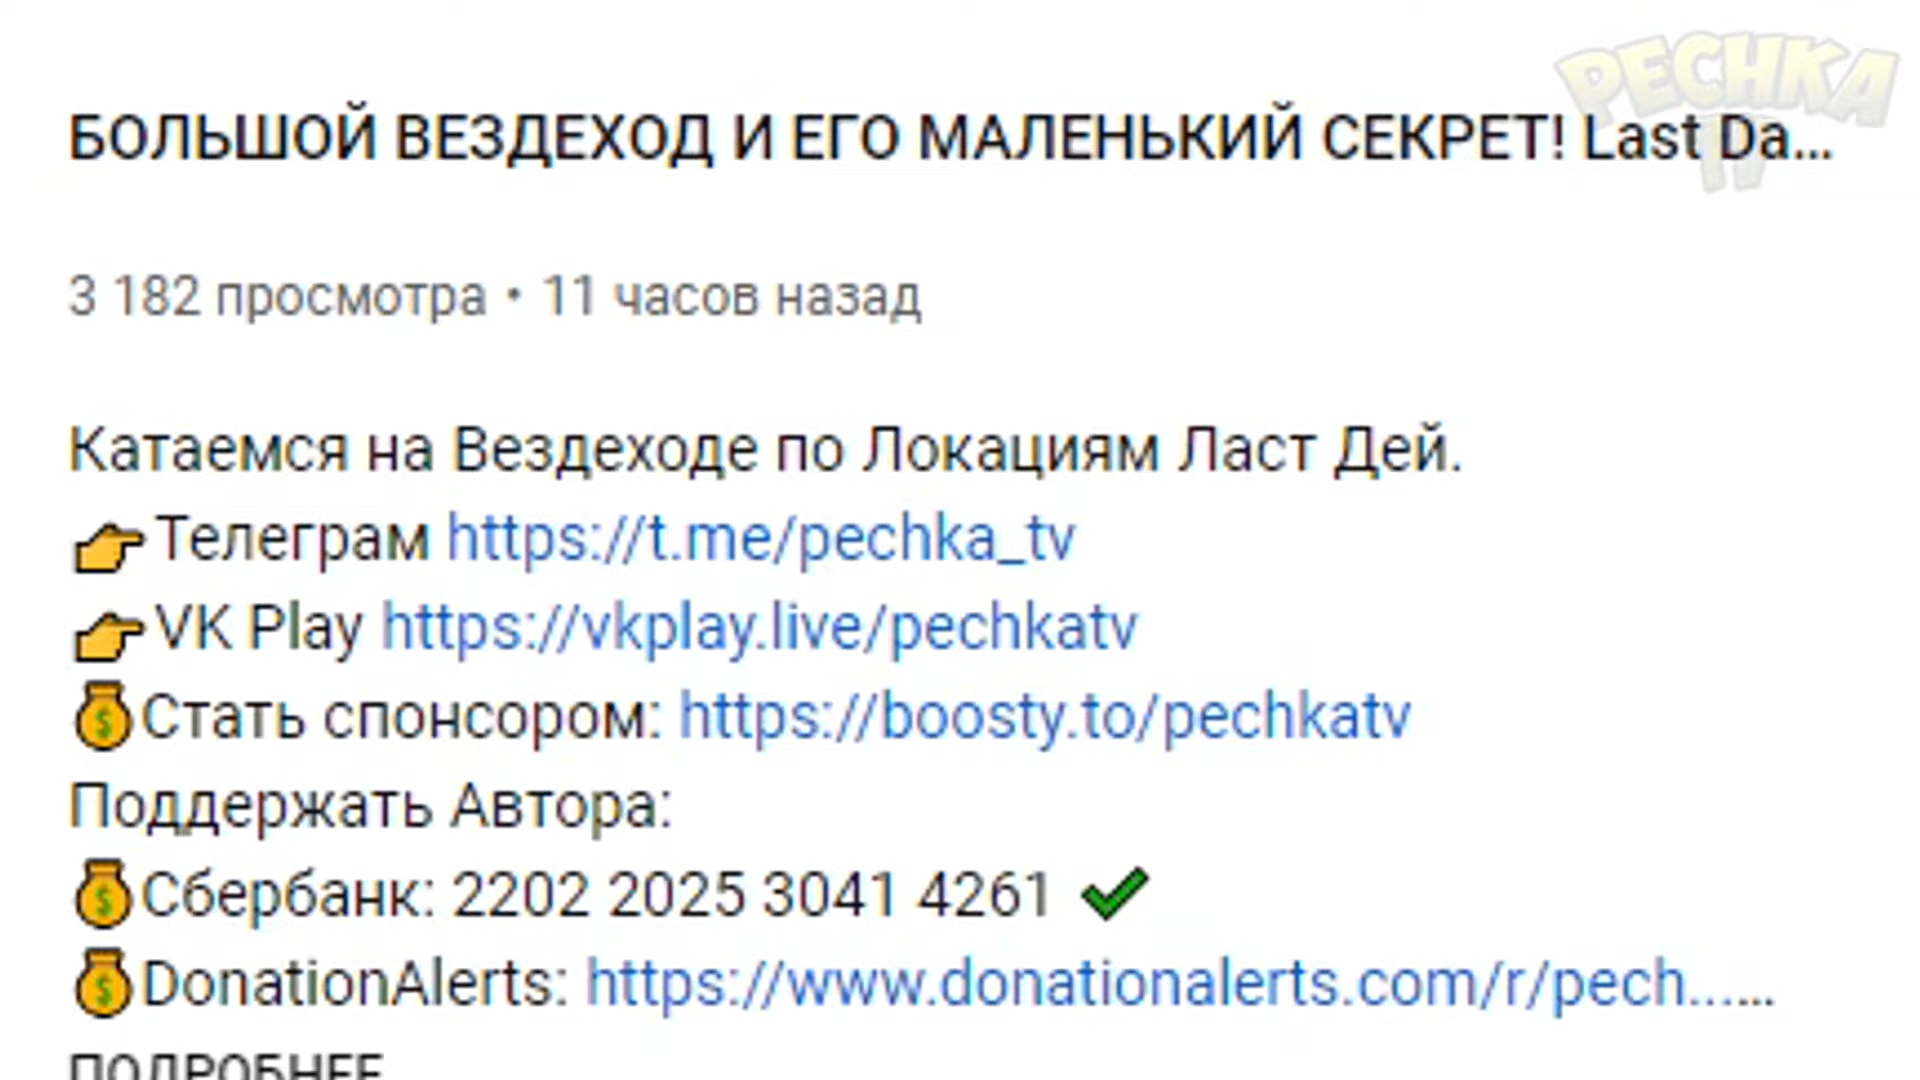 PECHKA
TV
БОЛЬШОЙ ВЕЗДЕХОД И ЕГО МАЛЕНЬКИЙ СЕКРЕТ! Last Da...
3 182 просмотра • 11 часов назад
Катаемся на Вездеходе по Локациям Ласт Дей.
👉Телеграм https://t.me/pechka_tv
👉VK Play https://vkplay.live/pechkatv
💰Стать спонсором: https://boosty.to/pechkatv
Поддержать Автора:
💰Сбербанк: 2202 2025 3041 4261 ✔
💰DonationAlerts: https://www.donationalerts.com/r/pech......
ПОДРОБНЕЕ